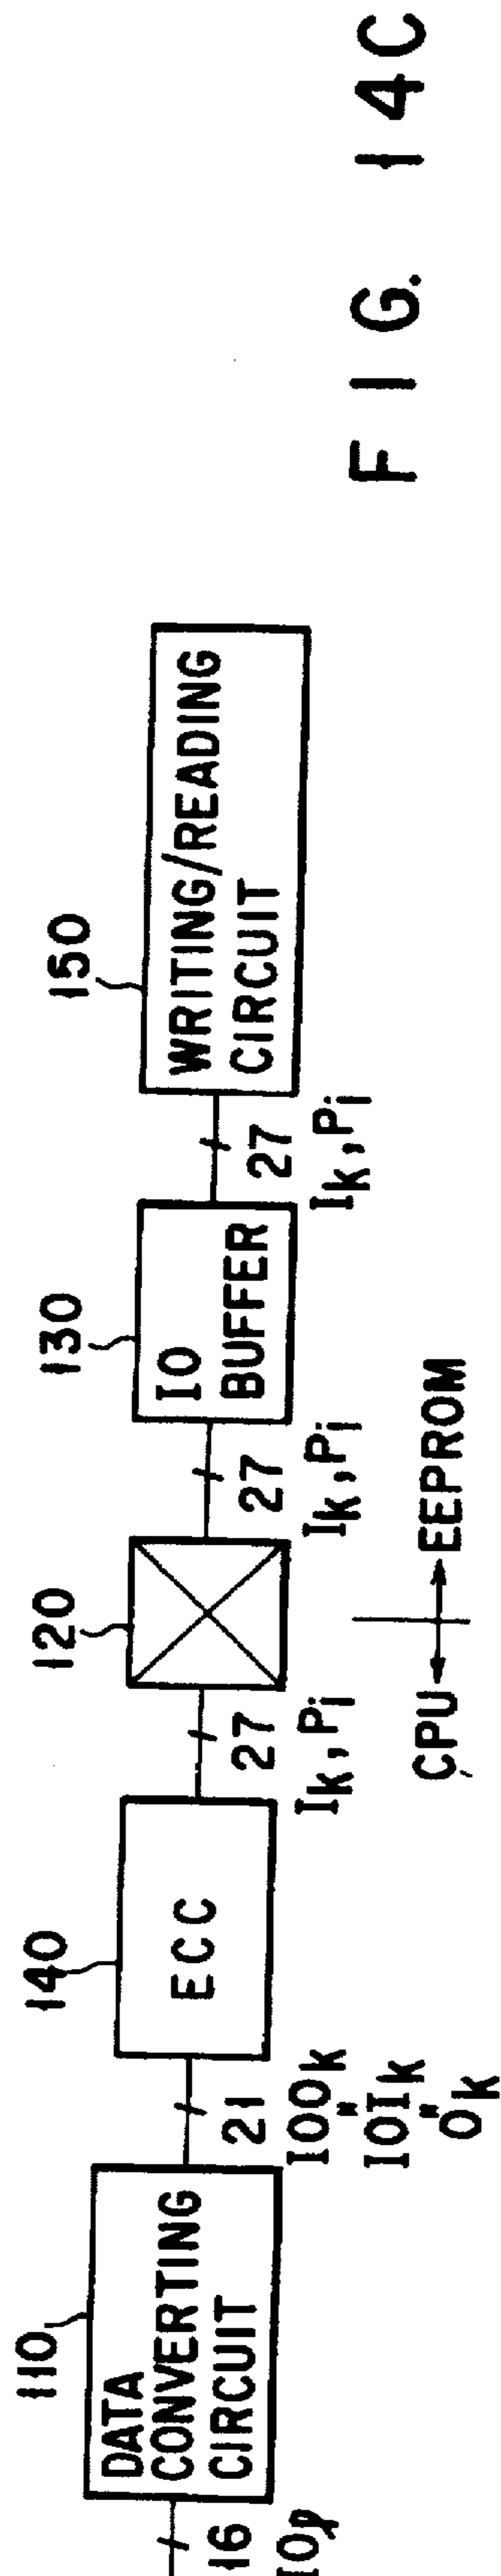 FIG. 14C
110
DATA
CONVERTING
CIRCUIT
16
IOℓ
21
IOOk
"
IOIk
"
Ok
140
ECC
27
Ik, Pi
120
27
Ik, Pi
CPU
EEPROM
130
IO
BUFFER
27
Ik, Pi
150
WRITING/READING
CIRCUIT